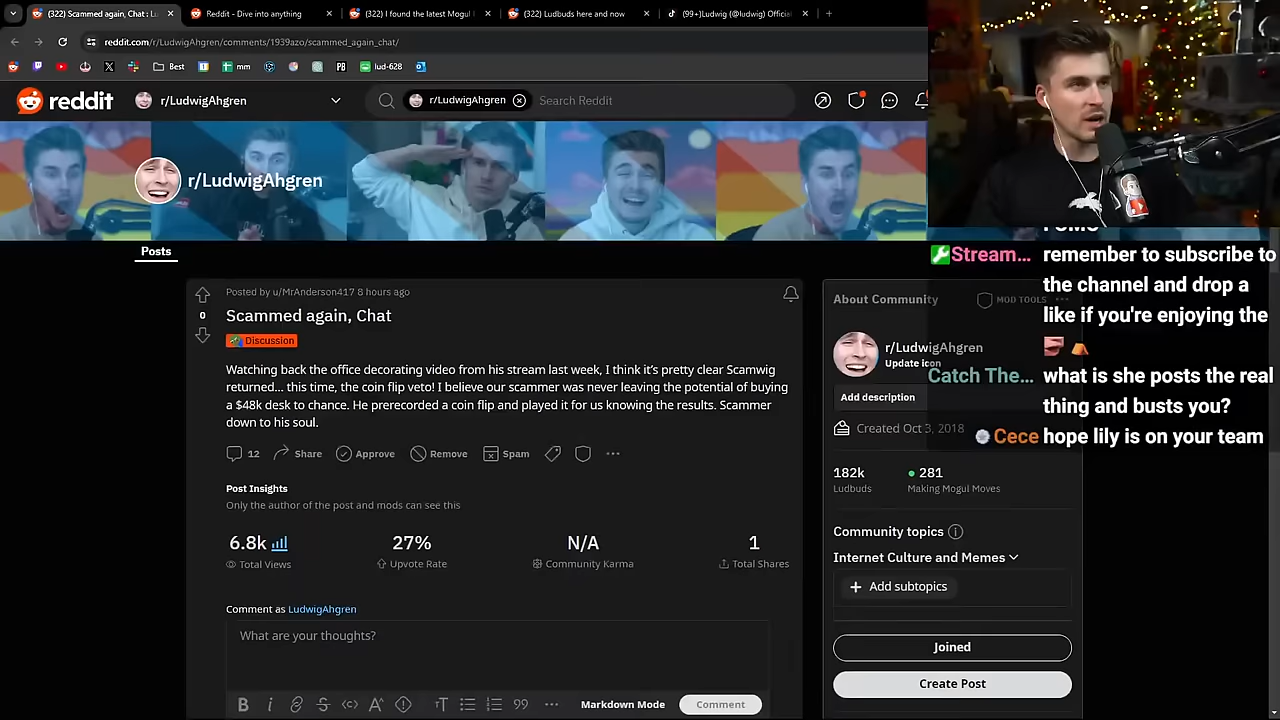 (322) Scammed again, Chat : Lu
Reddit - Dive into anything
(322) I found the latest Mogul
(322) Ludbuds here and now
(99+)Ludwig (@ludwig) Offici
reddit.com/r/LudwigAhgren/comments/1939azo/scammed_again_chat/
Best
mm
lud-628
reddit
r/LudwigAhgren
r/LudwigAhgren
Search Reddit
r/LudwigAhgren
Posts
Stream... remember to subscribe to
the channel and drop a
like if you're enjoying the
Catch The... what is she posts the real
thing and busts you?
Cece hope lily is on your team
Posted by u/MrAnderson417 8 hours ago
0
Scammed again, Chat
Discussion
Watching back the office decorating video from his stream last week, I think it's pretty clear Scamwig
returned... this time, the coin flip veto! I believe our scammer was never leaving the potential of buying
a $48k desk to chance. He prerecorded a coin flip and played it for us knowing the results. Scammer
down to his soul.
12 Share Approve Remove Spam
Post Insights
Only the author of the post and mods can see this
6.8k 27% N/A 1
Total Views Upvote Rate Community Karma Total Shares
Comment as LudwigAhgren
What are your thoughts?
Markdown Mode Comment
About Community
MOD TOOLS
r/LudwigAhgren
Update icon
Add description
Created Oct 3, 2018
182k 281
Ludbuds Making Mogul Moves
Community topics
Internet Culture and Memes
Add subtopics
Joined
Create Post